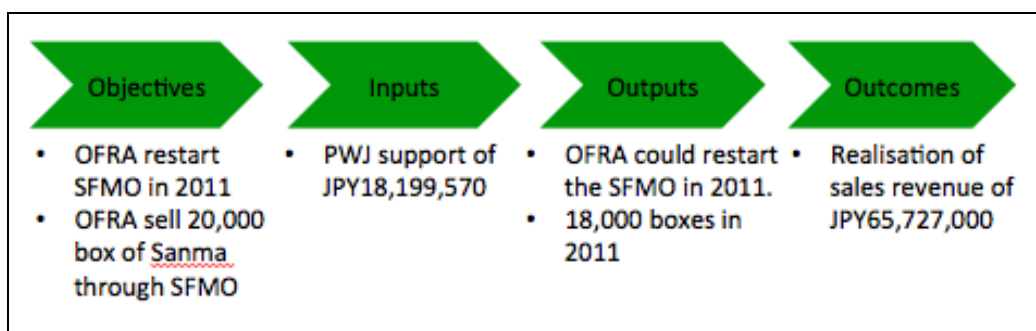 Objectives
• OFRA restart
SFMO in 2011
• OFRA sell 20,000
box of Sanma
through SFMO
Inputs
• PWJ support of
JPY18,199,570
Outputs
• OFRA could restart
the SFMO in 2011.
• 18,000 boxes in
2011
Outcomes
• Realisation of
sales revenue of
JPY65,727,000